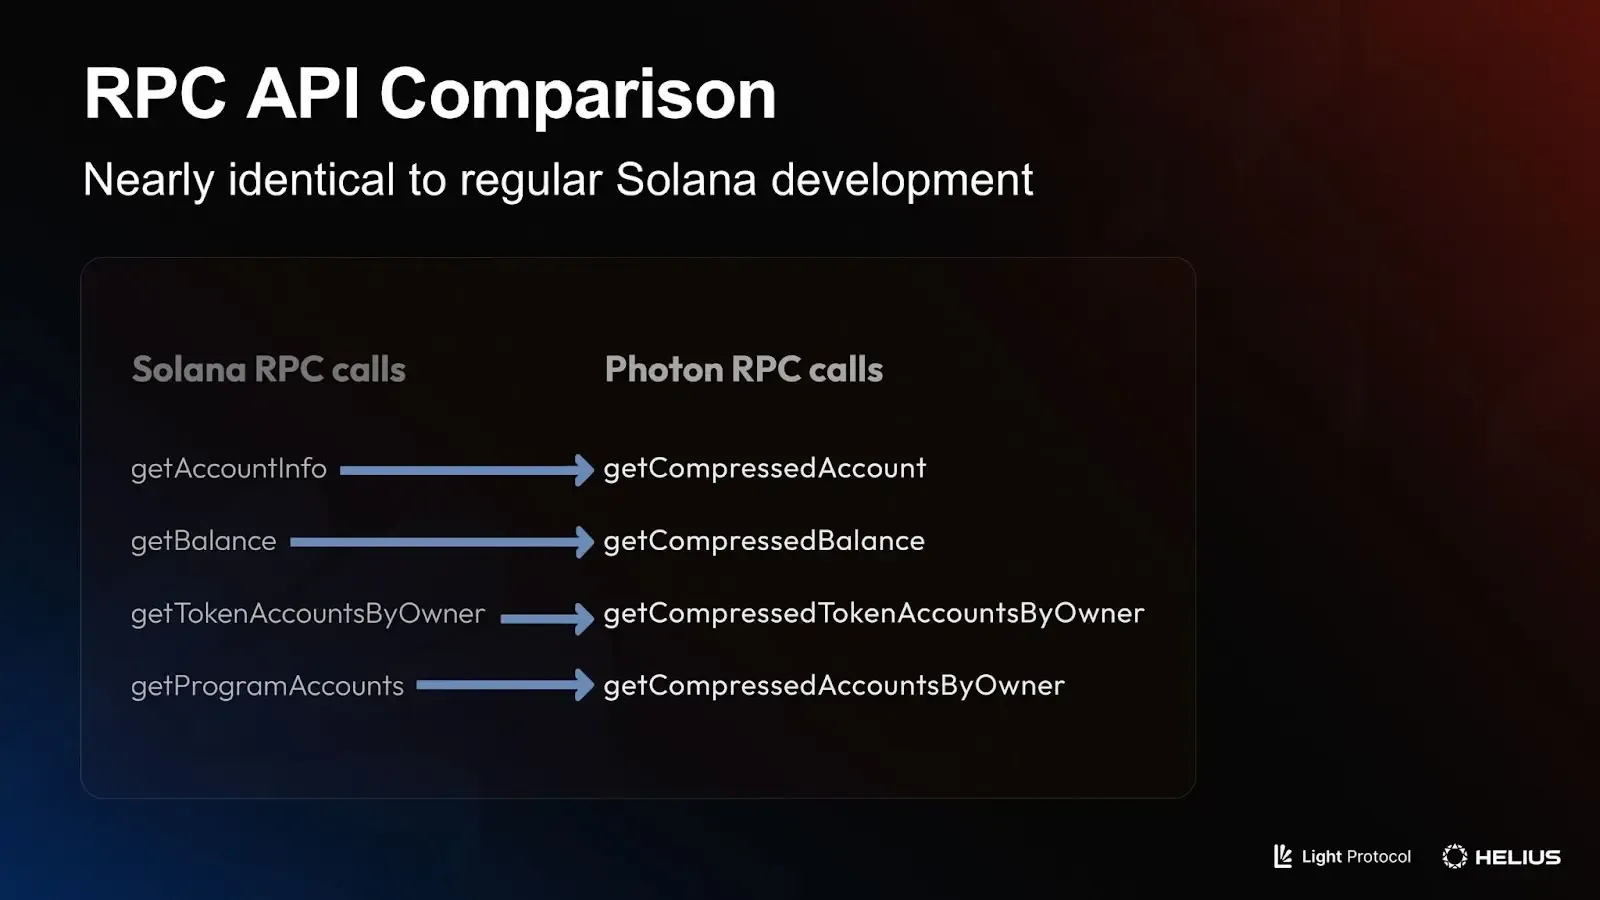 RPC API Comparison
Nearly identical to regular Solana development
Solana RPC calls
Photon RPC calls
getAccountInfo
getCompressedAccount
getBalance
getCompressedBalance
getTokenAccountsByOwner
getCompressedTokenAccountsByOwner
getProgramAccounts
getCompressedAccountsByOwner
Light Protocol
HELIUS